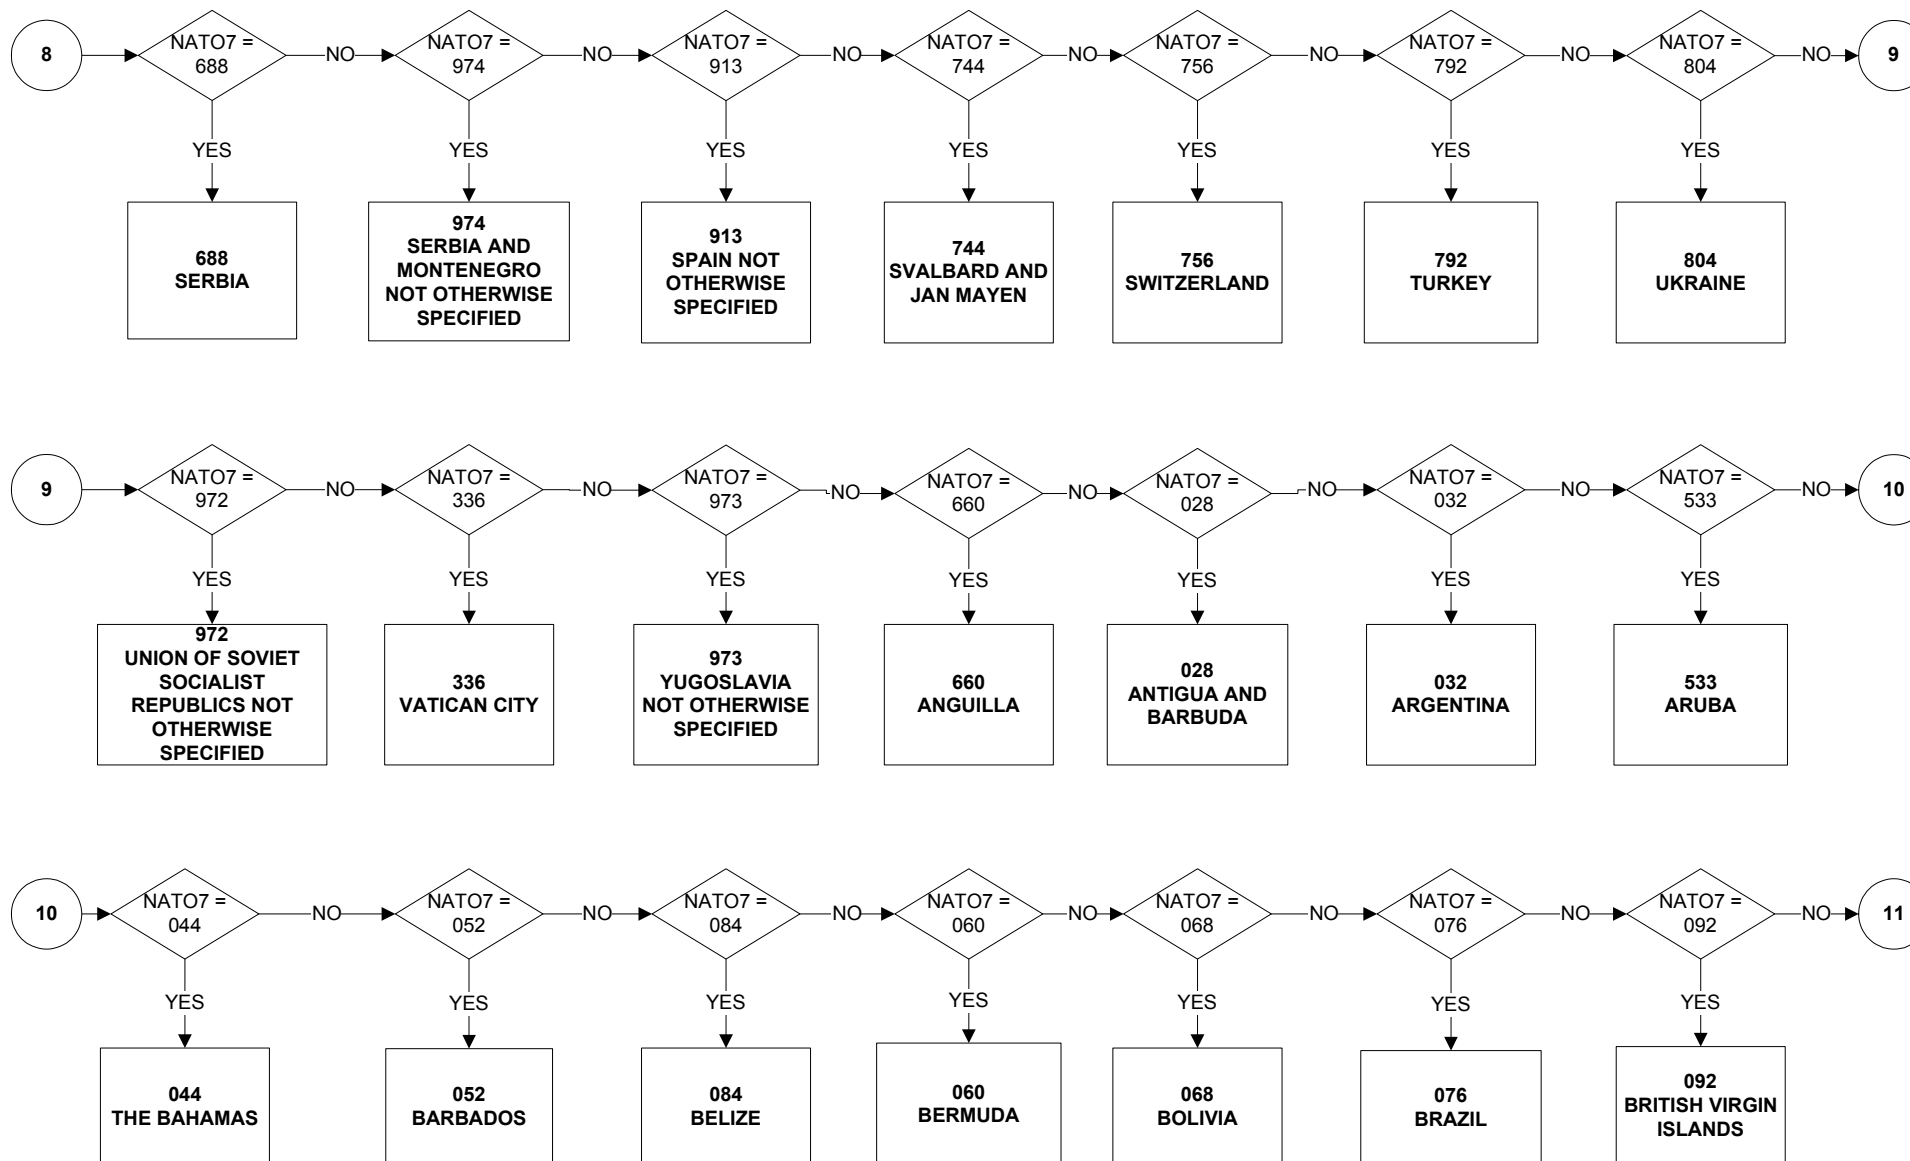 8
NATO7 =
688
NO
NATO7 =
974
NO
NATO7 =
913
NO
NATO7 =
744
NO
NATO7 =
756
NO
NATO7 =
792
NO
NATO7 =
804
NO
9
YES
YES
YES
YES
YES
YES
YES
688
SERBIA
974
SERBIA AND
MONTENEGRO
NOT OTHERWISE
SPECIFIED
913
SPAIN NOT
OTHERWISE
SPECIFIED
744
SVALBARD AND
JAN MAYEN
756
SWITZERLAND
792
TURKEY
804
UKRAINE
9
NATO7 =
972
NO
NATO7 =
336
NO
NATO7 =
973
NO
NATO7 =
660
NO
NATO7 =
028
NO
NATO7 =
032
NO
NATO7 =
533
NO
10
YES
YES
YES
YES
YES
YES
YES
972
UNION OF SOVIET
SOCIALIST
REPUBLICS NOT
OTHERWISE
SPECIFIED
336
VATICAN CITY
973
YUGOSLAVIA
NOT OTHERWISE
SPECIFIED
660
ANGUILLA
028
ANTIGUA AND
BARBUDA
032
ARGENTINA
533
ARUBA
10
NATO7 =
044
NO
NATO7 =
052
NO
NATO7 =
084
NO
NATO7 =
060
NO
NATO7 =
068
NO
NATO7 =
076
NO
NATO7 =
092
NO
11
YES
YES
YES
YES
YES
YES
YES
044
THE BAHAMAS
052
BARBADOS
084
BELIZE
060
BERMUDA
068
BOLIVIA
076
BRAZIL
092
BRITISH VIRGIN
ISLANDS